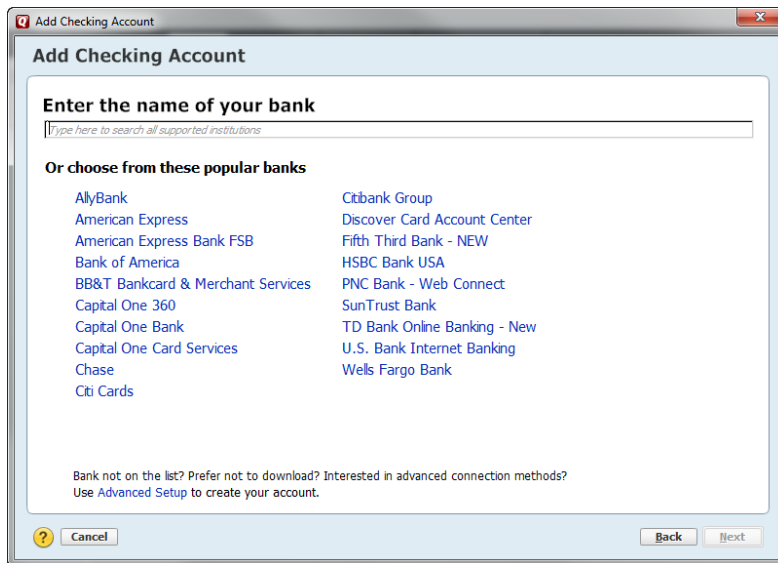 Add Checking Account
Add Checking Account
Enter the name of your bank
Type here to search all supported institutions
Or choose from these popular banks
AllyBank
American Express
American Express Bank FSB
Bank of America
BB&T Bankcard & Merchant Services
Capital One 360
Capital One Bank
Capital One Card Services
Chase
Citi Cards
Citibank Group
Discover Card Account Center
Fifth Third Bank - NEW
HSBC Bank USA
PNC Bank - Web Connect
SunTrust Bank
TD Bank Online Banking - New
U.S. Bank Internet Banking
Wells Fargo Bank
Bank not on the list? Prefer not to download? Interested in advanced connection methods?
Use Advanced Setup to create your account.
? Cancel Back Next